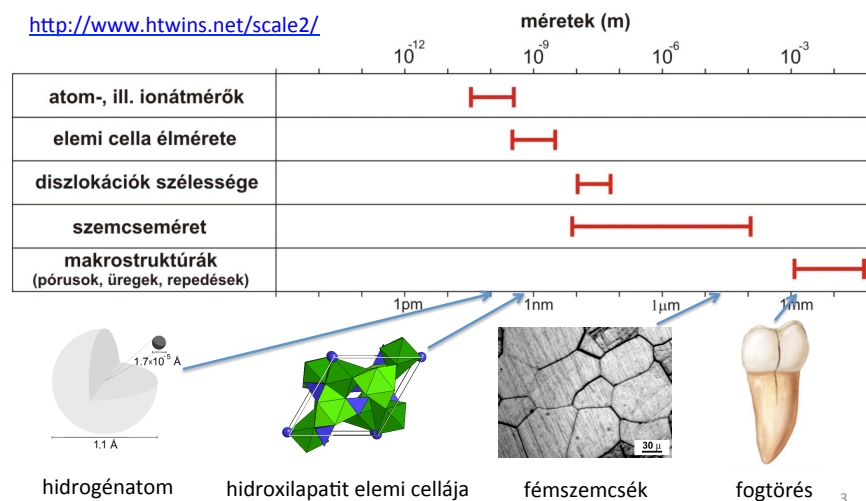 http://www.htwins.net/scale2/
méretek (m)
10⁻¹² 10⁻⁹ 10⁻⁶ 10⁻³
atom-, ill. ionátmérők
elemi cella élmérete
diszlokációk szélessége
szemcseméret
makrostruktúrák
(pórusok, üregek, repedések)
1pm 1nm 1µm 1mm
1.7×10⁻⁵ Å
1.1 Å
30 µ
hidrogénatom hidroxilapatit elemi cellája fémszemcsék fogtörés
3